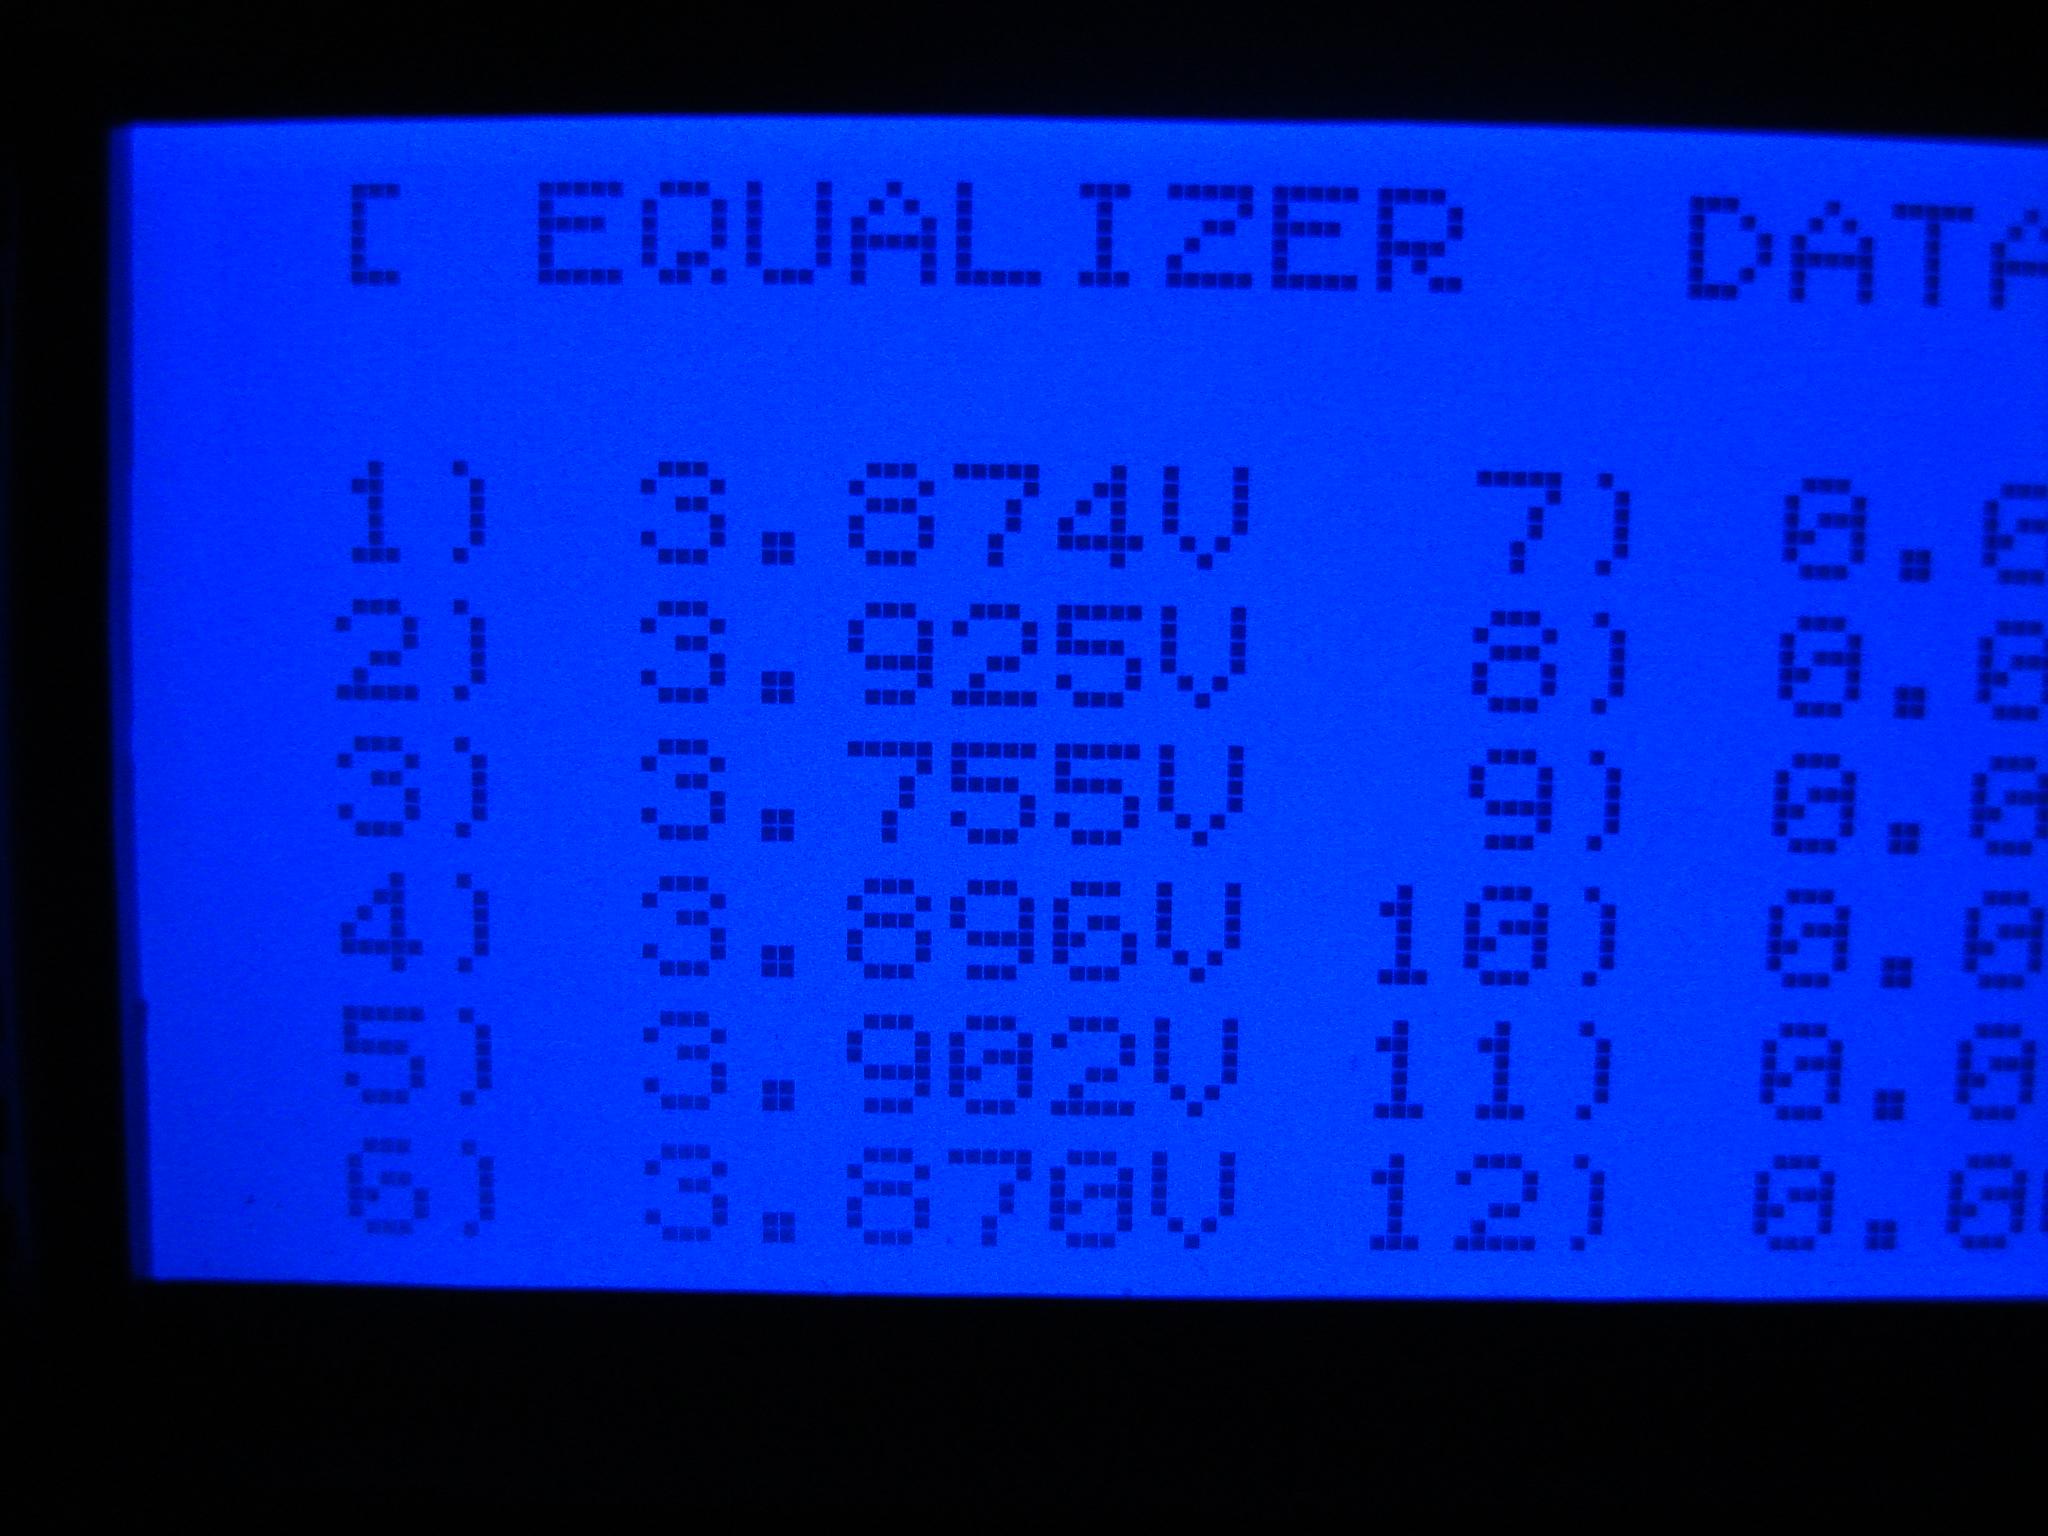 [ EQUALIZER DATA
1) 3.874V 7) 0.0
2) 3.925V 8) 0.0
3) 3.755V 9) 0.0
4) 3.896V 10) 0.0
5) 3.902V 11) 0.0
6) 3.870V 12) 0.0